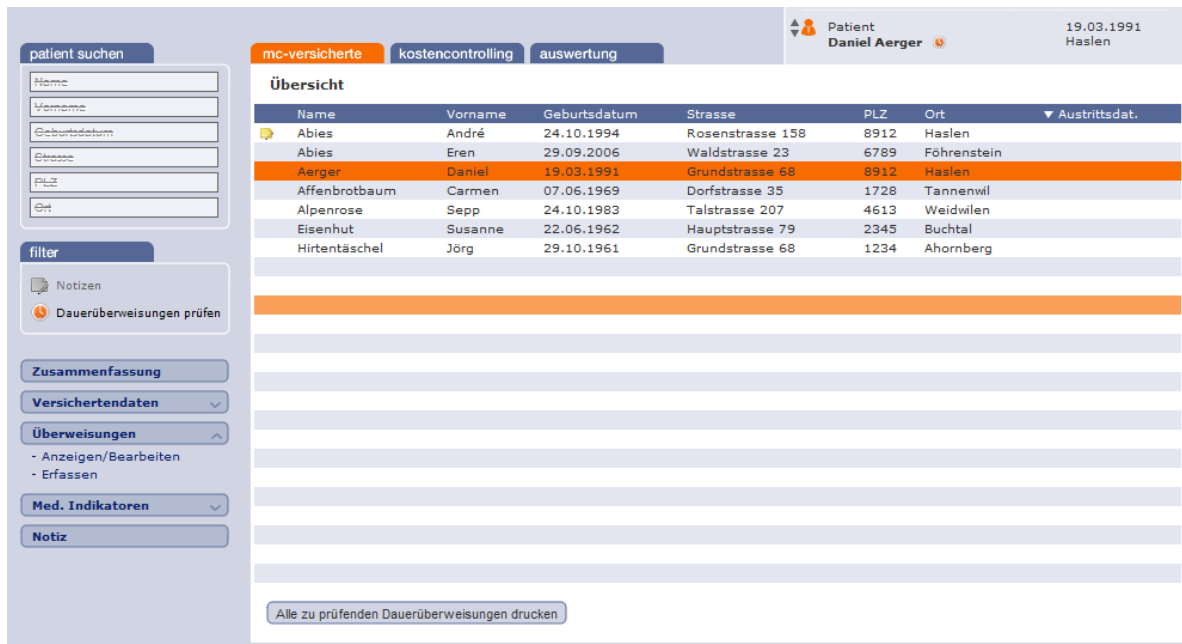 Patient 19.03.1991
Daniel Aerger Haslen
patient suchen
Name
Vorname
Geburtsdatum
Strasse
PLZ
Ort
filter
Notizen
Dauerüberweisungen prüfen
Zusammenfassung
Versichertendaten
Überweisungen
- Anzeigen/Bearbeiten
- Erfassen
Med. Indikatoren
Notiz
mc-versicherte kostencontrolling auswertung
Übersicht
Name Vorname Geburtsdatum Strasse PLZ Ort ▼ Austrittsdat.
Abies André 24.10.1994 Rosenstrasse 158 8912 Haslen
Abies Eren 29.09.2006 Waldstrasse 23 6789 Föhrenstein
Aerger Daniel 19.03.1991 Grundstrasse 68 8912 Haslen
Affenbrotbaum Carmen 07.06.1969 Dorfstrasse 35 1728 Tannenwil
Alpenrose Sepp 24.10.1983 Talstrasse 207 4613 Weidwilen
Eisenhut Susanne 22.06.1962 Hauptstrasse 79 2345 Buchtal
Hirtentäschel Jörg 29.10.1961 Grundstrasse 68 1234 Ahornberg
Alle zu prüfenden Dauerüberweisungen drucken